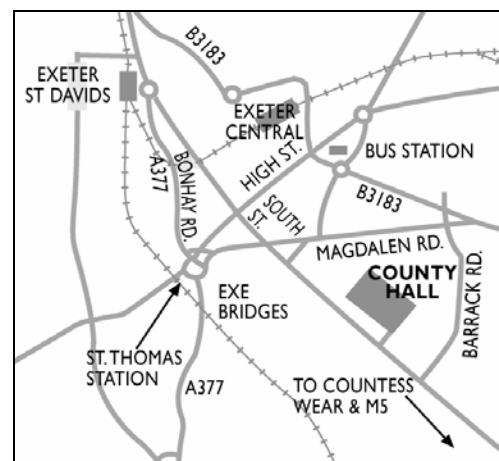 B3183
EXETER
ST DAVIDS
EXETER
CENTRAL
A377
BONHAY RD.
HIGH ST.
BUS STATION
SOUTH
ST.
B3183
MAGDALEN RD.
COUNTY
HALL
BARRACK RD.
EXE
BRIDGES
ST. THOMAS
STATION
A377
TO COUNTESS
WEAR & M5